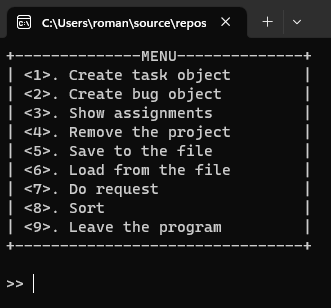 C:\Users\roman\source\repos
+--------------MENU--------------+
| <1>. Create task object        |
| <2>. Create bug object         |
| <3>. Show assignments          |
| <4>. Remove the project        |
| <5>. Save to the file          |
| <6>. Load from the file        |
| <7>. Do request                |
| <8>. Sort                      |
| <9>. Leave the program         |
+--------------------------------+
>>